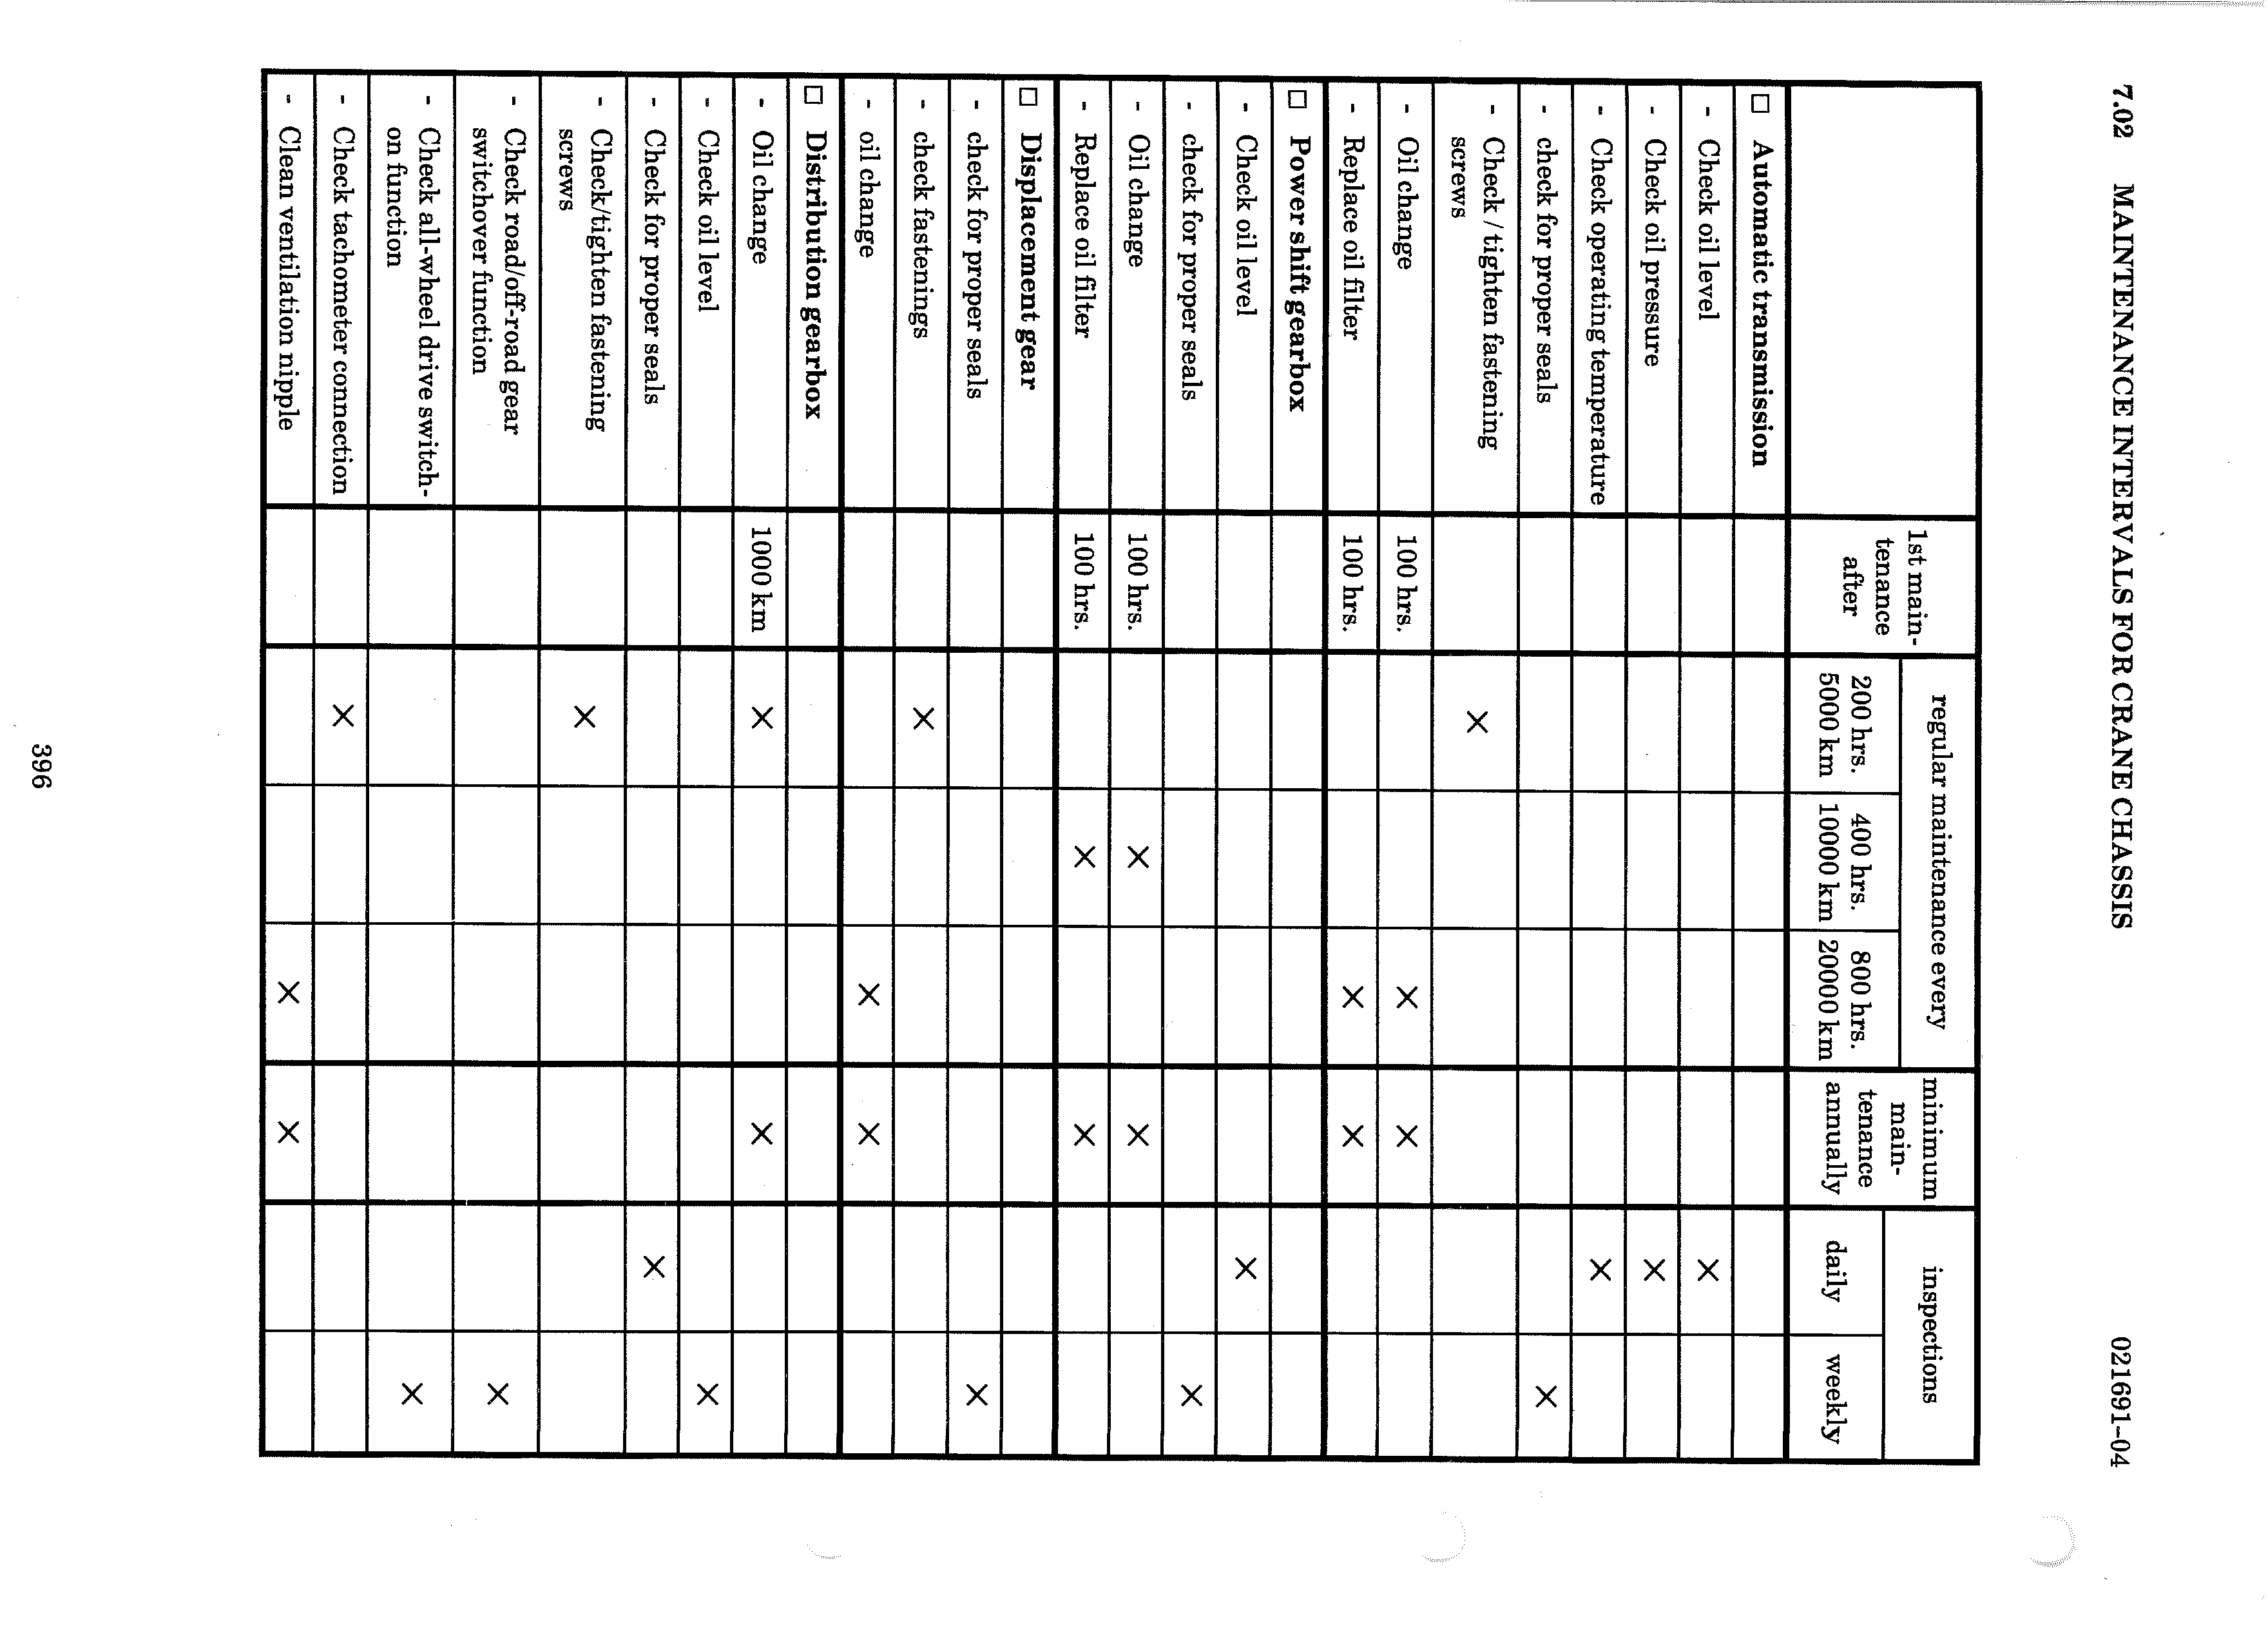 7.02 MAINTENANCE INTERVALS FOR CRANE CHASSIS 021691-04
1st main-
tenance
after
regular maintenance every
200 hrs.
5000 km
400 hrs.
10000 km
800 hrs.
20000 km
minimum
main-
tenance
annually
inspections
daily
weekly
□ Automatic transmission
- Check oil level X
- Check oil pressure X
- Check operating temperature X
- check for proper seals X
- Check / tighten fastening X
screws
- Oil change 100 hrs. X X
- Replace oil filter 100 hrs. X X
□ Power shift gearbox
- Check oil level X
- check for proper seals X
- Oil change 100 hrs. X X
- Replace oil filter 100 hrs. X X
□ Displacement gear
- check for proper seals X
- check fastenings X
- oil change X X
□ Distribution gearbox
- Oil change 1000 km X X
- Check oil level X
- Check for proper seals X
- Check/tighten fastening X
screws
- Check road/off-road gear X
switchover function
- Check all-wheel drive switch- X
on function
- Check tachometer connection X
- Clean ventilation nipple X X
396